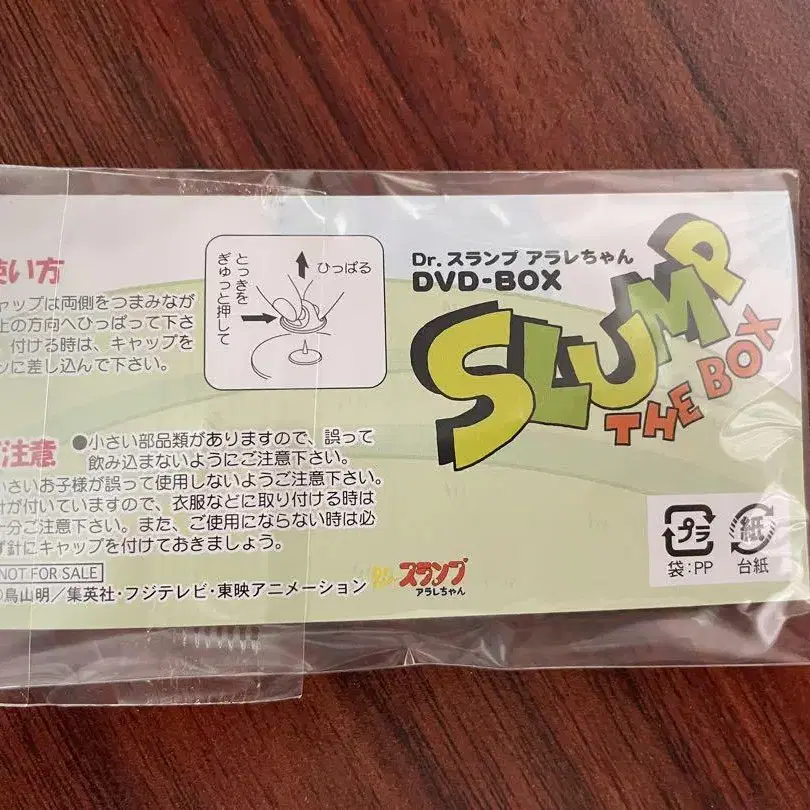 使い方
ャップは両側をつまみなが
上の方向へひっぱって下さ
。付ける時は、キャップを
ンに差し込んで下さい。
とっきを
ぎゅっと押して
ひっぱる
Dr. スランプ アラレちゃん
DVD-BOX
SLUMP
THE BOX
注意
●小さい部品類がありますので、誤って
飲み込まないようにご注意下さい。
小さいお子様が誤って使用しないようご注意下さい。
針が付いていますので、衣服などに取り付ける時は
十分ご注意下さい。また、ご使用にならない時は必
ず針にキャップを付けておきましょう。
NOT FOR SALE
©鳥山明/集英社・フジテレビ・東映アニメーション
Dr.スランプ
アラレちゃん
プラ
袋:PP
紙
台紙